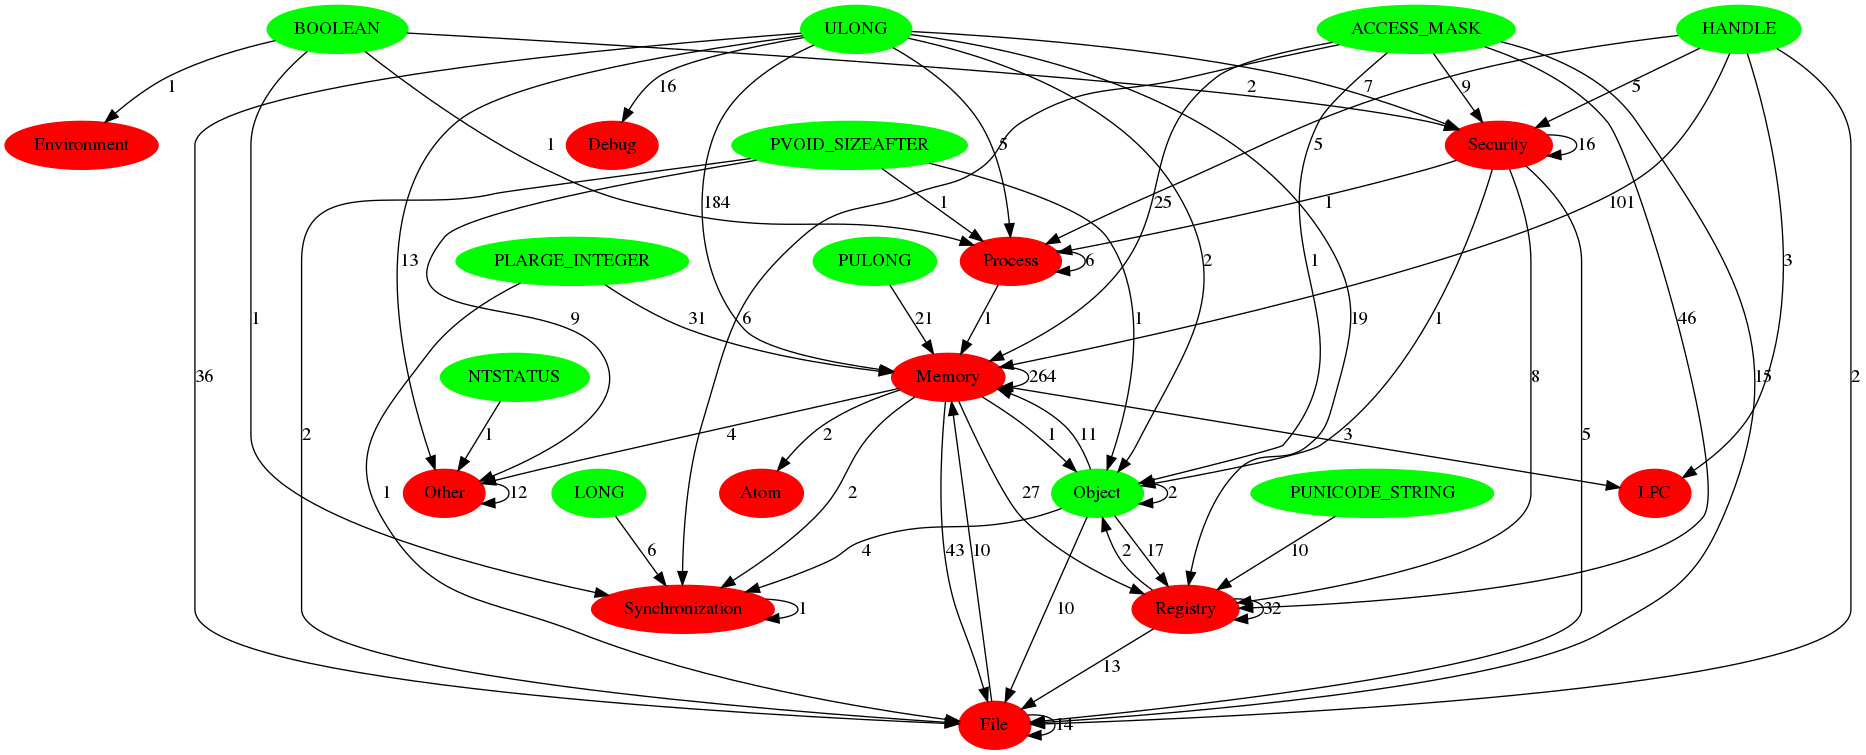 BOOLEAN ULONG ACCESS_MASK HANDLE
1 16 2 7 9 5
Environment Debug PVOID_SIZEAFTER Security
1 5 5 16
184 1 25 1 101
13 2 1 3
PLARGE_INTEGER PULONG Process 6
1 9 31 6 21 1 1 19 1 46
NTSTATUS Memory 264
36 8 15 2
2 1 4 2 1 11 3 5
Other 12 LONG Atom 2 27 Object 2 PUNICODE_STRING LPC
1 6 4 43 10 2 17 10
Synchronization 1 10 Registry 32
13
File 14